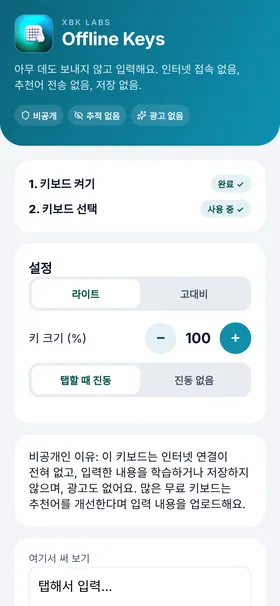 XBK LABS
Offline Keys
아무 데도 보내지 않고 입력해요. 인터넷 접속 없음,
추천어 전송 없음, 저장 없음.
비공개
추적 없음
광고 없음
1. 키보드 켜기
완료 ✓
2. 키보드 선택
사용 중 ✓
설정
라이트
고대비
키 크기 (%)
−
100
+
탭할 때 진동
진동 없음
비공개인 이유: 이 키보드는 인터넷 연결이
전혀 없고, 입력한 내용을 학습하거나 저장하지
않으며, 광고도 없어요. 많은 무료 키보드는
추천어를 개선한다며 입력 내용을 업로드해요.
여기서 써 보기
탭해서 입력...